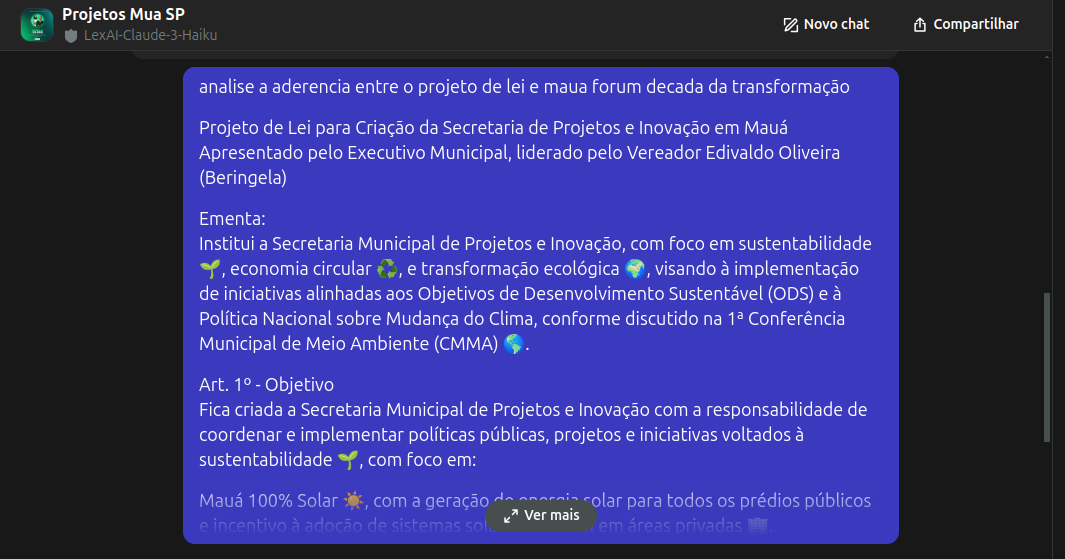 Projetos Mua SP
LexAI-Claude-3-Haiku
Novo chat
Compartilhar
analise a aderencia entre o projeto de lei e maua forum decada da transformação
Projeto de Lei para Criação da Secretaria de Projetos e Inovação em Mauá
Apresentado pelo Executivo Municipal, liderado pelo Vereador Edivaldo Oliveira
(Beringela)
Ementa:
Institui a Secretaria Municipal de Projetos e Inovação, com foco em sustentabilidade
🌱, economia circular ♻️, e transformação ecológica 🌍, visando à implementação
de iniciativas alinhadas aos Objetivos de Desenvolvimento Sustentável (ODS) e à
Política Nacional sobre Mudança do Clima, conforme discutido na 1ª Conferência
Municipal de Meio Ambiente (CMMA) 🌎.
Art. 1º - Objetivo
Fica criada a Secretaria Municipal de Projetos e Inovação com a responsabilidade de
coordenar e implementar políticas públicas, projetos e iniciativas voltados à
sustentabilidade 🌱, com foco em:
Mauá 100% Solar ☀️, com a geração de energia solar para todos os prédios públicos
e incentivo à adoção de sistemas em áreas privadas
Ver mais